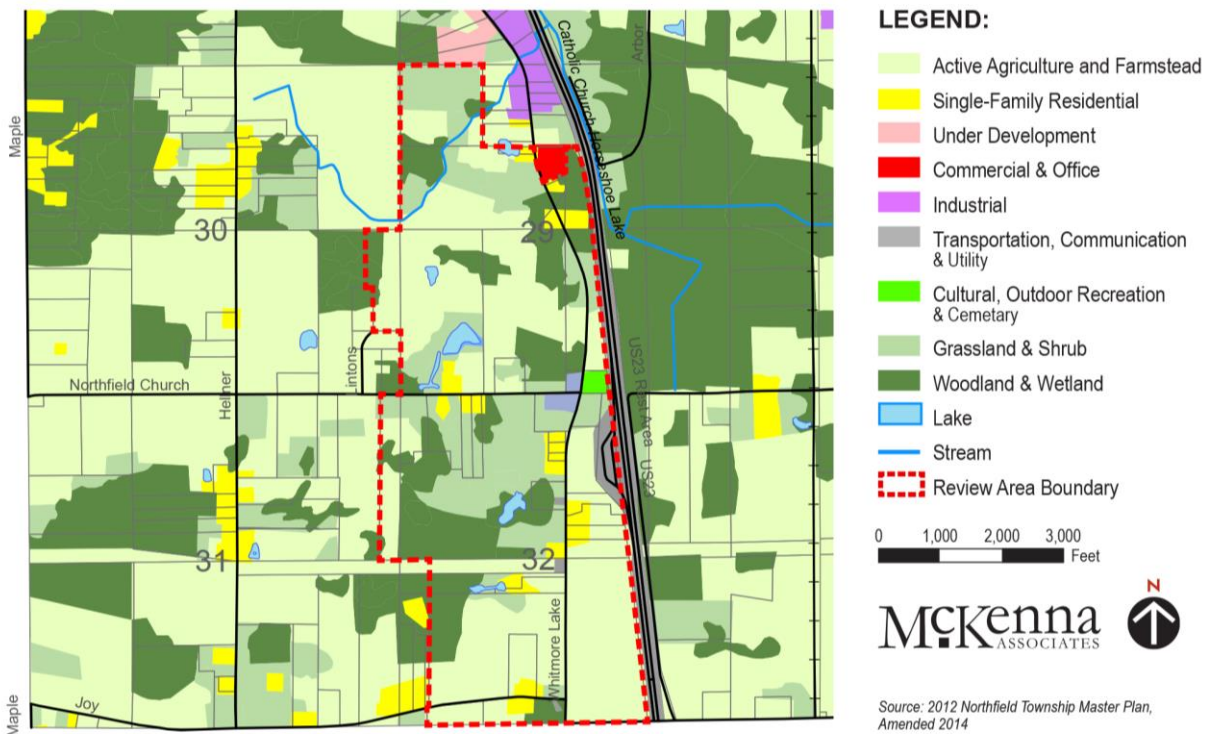 Maple
Catholic Church
Horseshoe Lake
Arbor
30
29
Northfield Church
Hellner
Lintons
US23 Rest Area
US23
31
32
Whitmore Lake
Joy
Maple
LEGEND:
Active Agriculture and Farmstead
Single-Family Residential
Under Development
Commercial & Office
Industrial
Transportation, Communication
& Utility
Cultural, Outdoor Recreation
& Cemetary
Grassland & Shrub
Woodland & Wetland
Lake
Stream
Review Area Boundary
0 1,000 2,000 3,000
Feet
McKenna
ASSOCIATES
N
Source: 2012 Northfield Township Master Plan,
Amended 2014